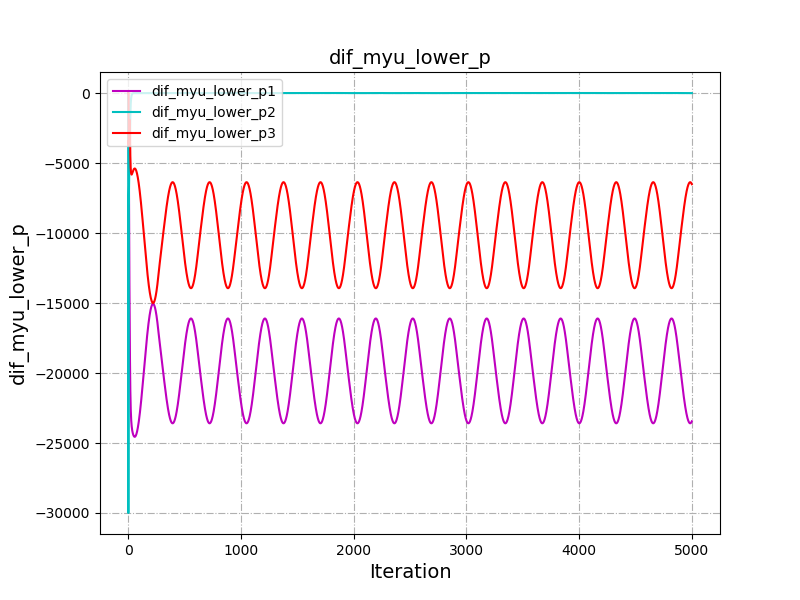 dif_myu_lower_p
dif_myu_lower_p1
dif_myu_lower_p2
dif_myu_lower_p3
dif_myu_lower_p
0
−5000
−10000
−15000
−20000
−25000
−30000
0 1000 2000 3000 4000 5000
Iteration